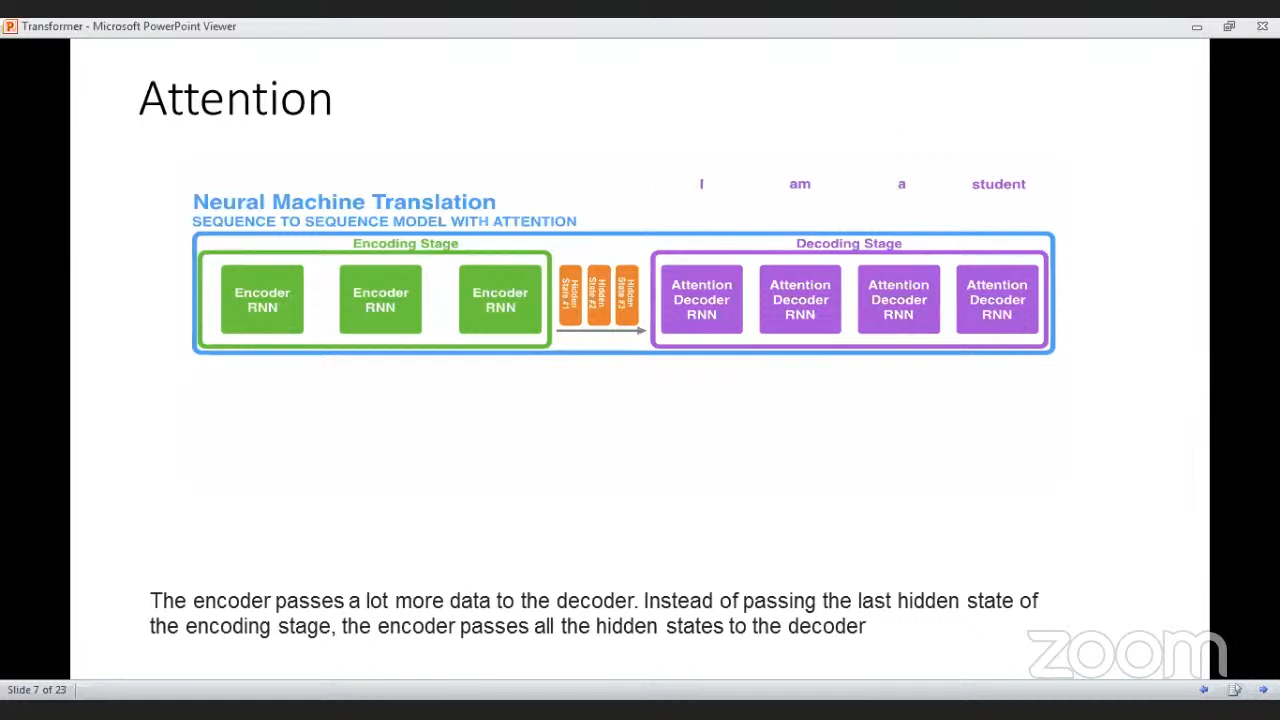 Transformer - Microsoft PowerPoint Viewer
Attention
I am a student
Neural Machine Translation
SEQUENCE TO SEQUENCE MODEL WITH ATTENTION
Encoding Stage
Decoding Stage
Encoder
RNN
Encoder
RNN
Encoder
RNN
Hidden
State #1
Hidden
State #2
Hidden
State #3
Attention
Decoder
RNN
Attention
Decoder
RNN
Attention
Decoder
RNN
Attention
Decoder
RNN
The encoder passes a lot more data to the decoder. Instead of passing the last hidden state of
the encoding stage, the encoder passes all the hidden states to the decoder
zoom
Slide 7 of 23